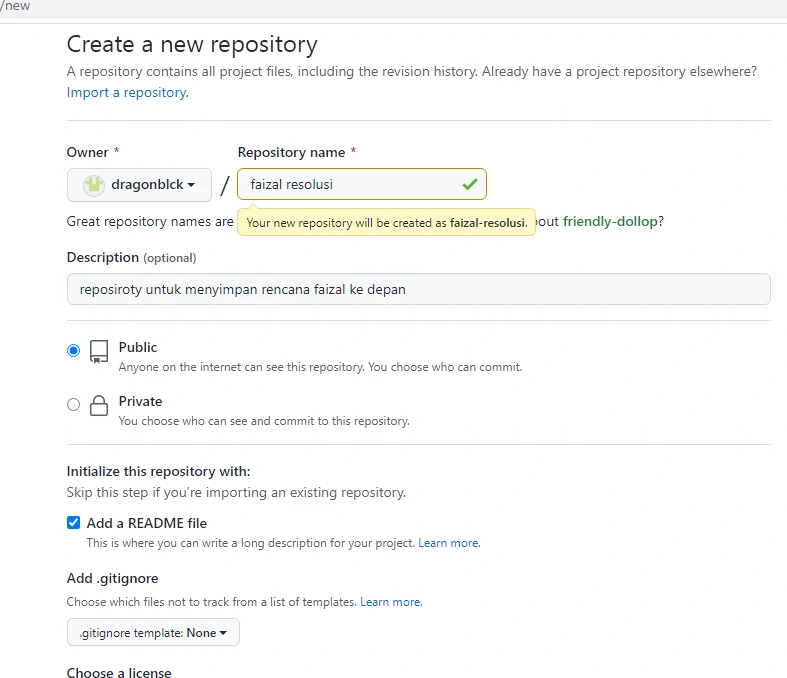 /new
Create a new repository
A repository contains all project files, including the revision history. Already have a project repository elsewhere?
Import a repository.
Owner * Repository name *
dragonblck / faizal resolusi
Great repository names are out friendly-dollop?
Your new repository will be created as faizal-resolusi.
Description (optional)
reposiroty untuk menyimpan rencana faizal ke depan
Public
Anyone on the internet can see this repository. You choose who can commit.
Private
You choose who can see and commit to this repository.
Initialize this repository with:
Skip this step if you're importing an existing repository.
Add a README file
This is where you can write a long description for your project. Learn more.
Add .gitignore
Choose which files not to track from a list of templates. Learn more.
.gitignore template: None
Choose a license